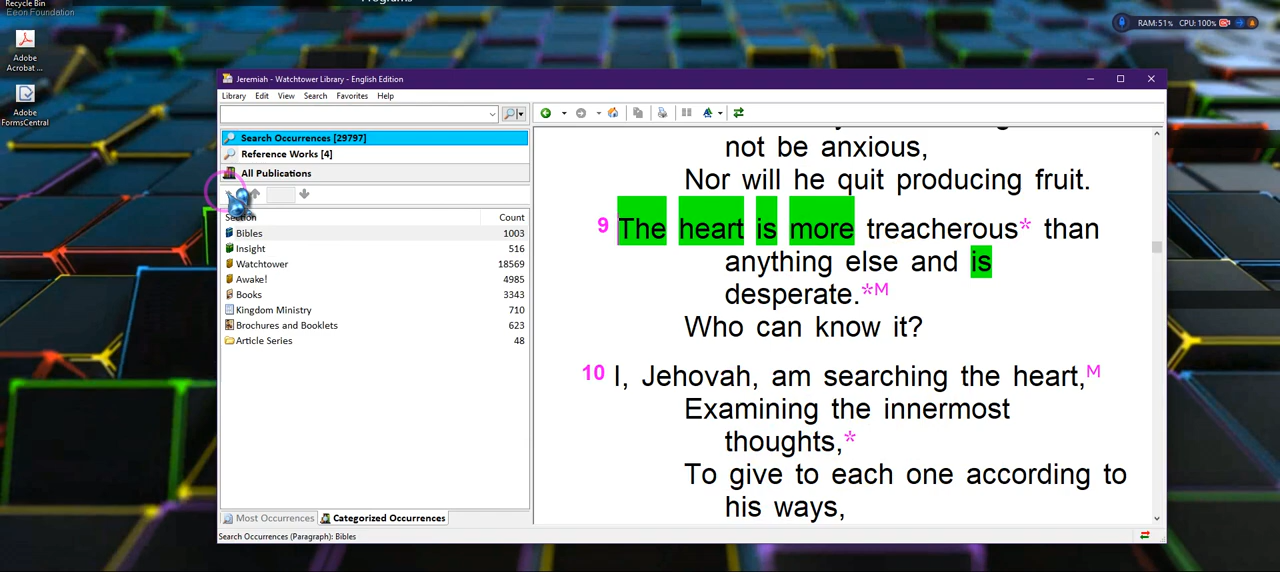 Recycle Bin
Eeon Foundation
Adobe
Acrobat ...
Adobe
FormsCentral
RAM:51% CPU:100%
Jeremiah - Watchtower Library - English Edition
Library Edit View Search Favorites Help
Search Occurrences [29797]
Reference Works [4]
All Publications
Section Count
Bibles 1003
Insight 516
Watchtower 18569
Awake! 4985
Books 3343
Kingdom Ministry 710
Brochures and Booklets 623
Article Series 48
Most Occurrences Categorized Occurrences
Search Occurrences (Paragraph): Bibles
not be anxious,
Nor will he quit producing fruit.
9 The heart is more treacherous* than
anything else and is
desperate.*M
Who can know it?
10 I, Jehovah, am searching the heart,M
Examining the innermost
thoughts,*
To give to each one according to
his ways,